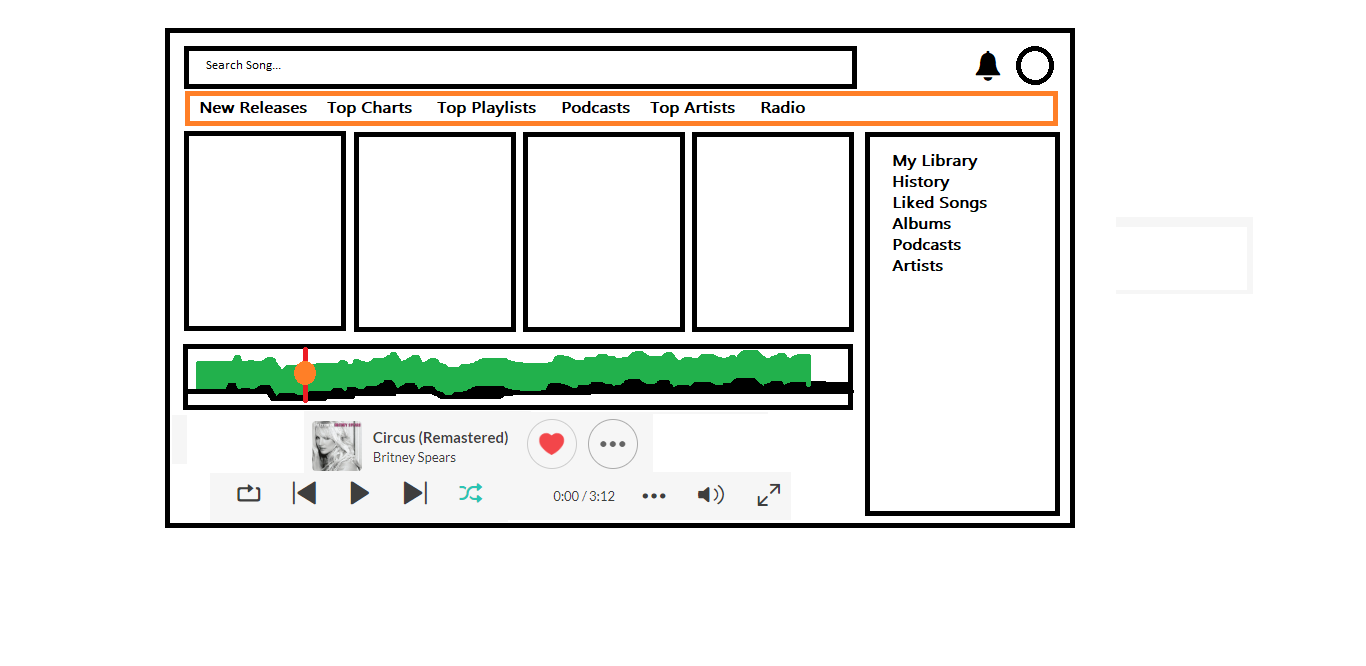 Search Song...
New Releases Top Charts Top Playlists Podcasts Top Artists Radio
My Library
History
Liked Songs
Albums
Podcasts
Artists
Circus (Remastered)
Britney Spears
0:00 / 3:12